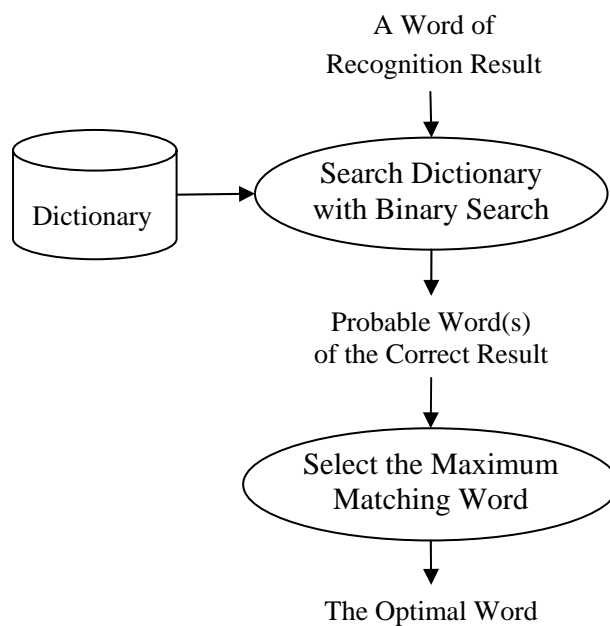 A Word of
Recognition Result
Search Dictionary
with Binary Search
Dictionary
Probable Word(s)
of the Correct Result
Select the Maximum
Matching Word
The Optimal Word